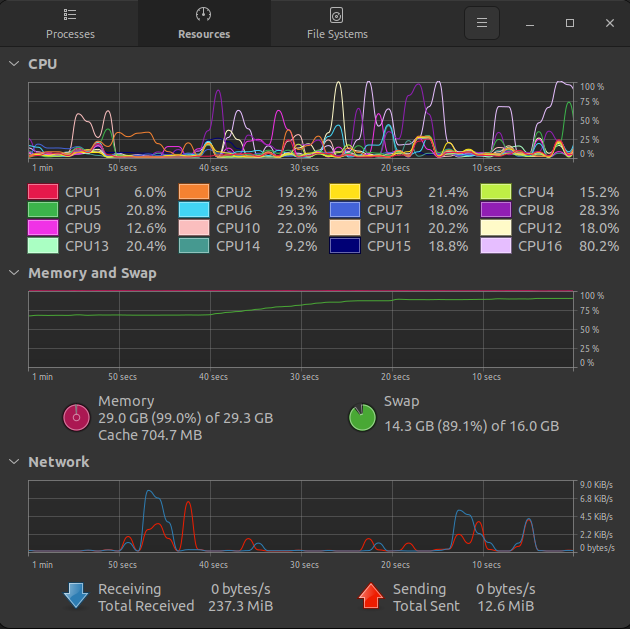 Processes Resources File Systems
CPU
100 %
75 %
50 %
25 %
0 %
1 min 50 secs 40 secs 30 secs 20 secs 10 secs
CPU1 6.0% CPU2 19.2% CPU3 21.4% CPU4 15.2%
CPU5 20.8% CPU6 29.3% CPU7 18.0% CPU8 28.3%
CPU9 12.6% CPU10 22.0% CPU11 20.2% CPU12 18.0%
CPU13 20.4% CPU14 9.2% CPU15 18.8% CPU16 80.2%
Memory and Swap
100 %
75 %
50 %
25 %
0 %
1 min 50 secs 40 secs 30 secs 20 secs 10 secs
Memory
29.0 GB (99.0%) of 29.3 GB
Cache 704.7 MB
Swap
14.3 GB (89.1%) of 16.0 GB
Network
9.0 KiB/s
6.8 KiB/s
4.5 KiB/s
2.2 KiB/s
0 bytes/s
1 min 50 secs 40 secs 30 secs 20 secs 10 secs
Receiving 0 bytes/s
Total Received 237.3 MiB
Sending 0 bytes/s
Total Sent 12.6 MiB